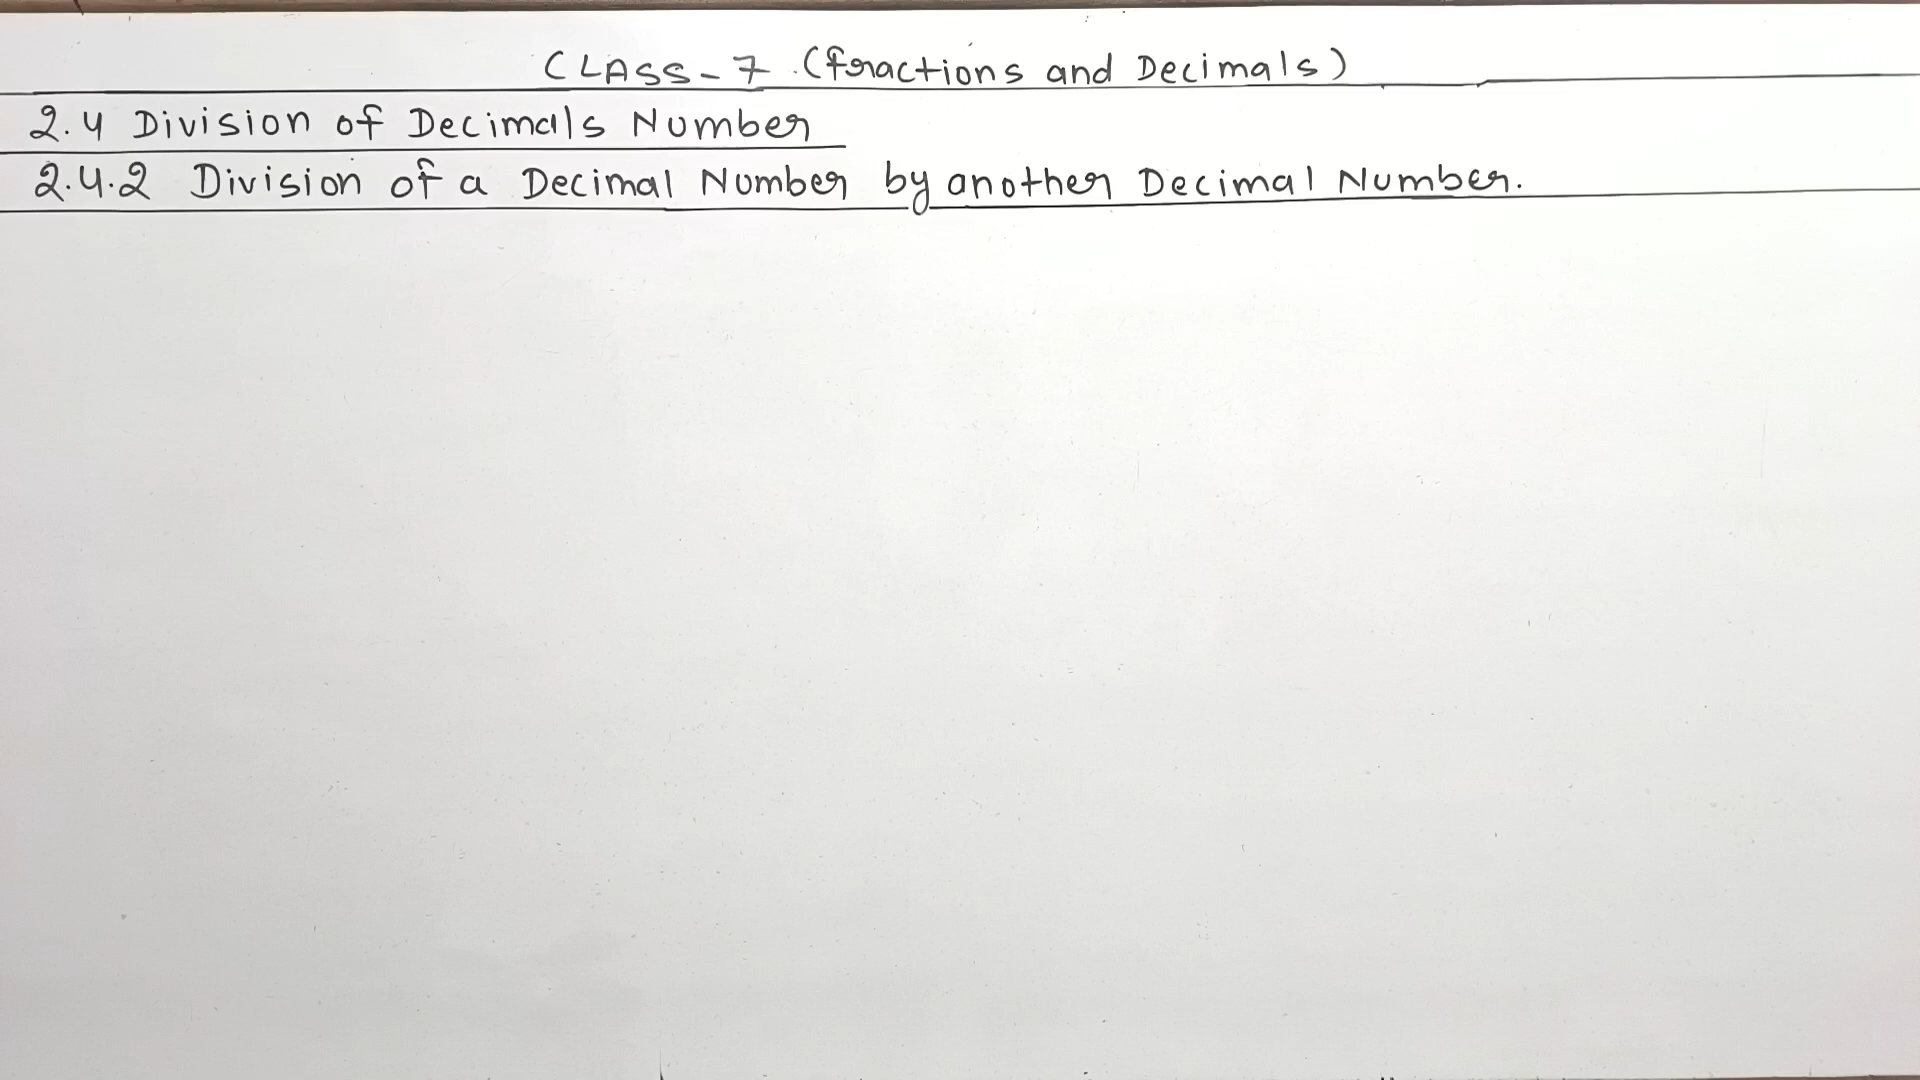 CLASS-7 (fractions and Decimals)
2.4 Division of Decimals Number
2.4.2 Division of a Decimal Number by another Decimal Number.